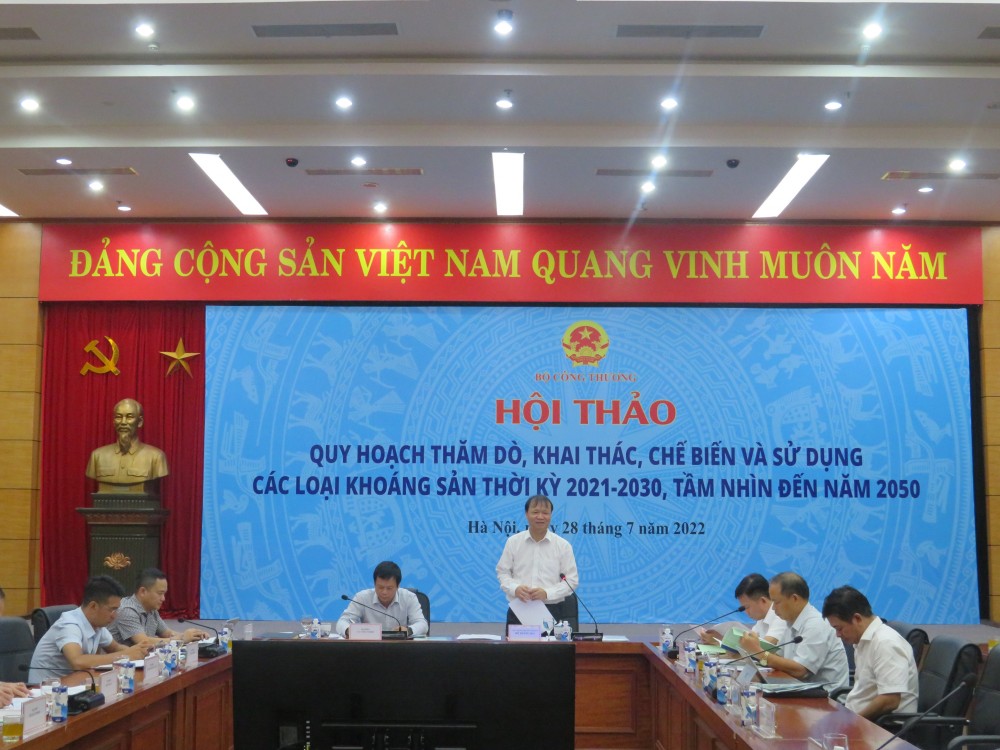 ĐẢNG CỘNG SẢN VIỆT NAM QUANG VINH MUÔN NĂM
BỘ CÔNG THƯƠNG
HỘI THẢO
QUY HOẠCH THĂM DÒ, KHAI THÁC, CHẾ BIẾN VÀ SỬ DỤNG
CÁC LOẠI KHOÁNG SẢN THỜI KỲ 2021-2030, TẦM NHÌN ĐẾN NĂM 2050
Hà Nội, 28 tháng 7 năm 2022